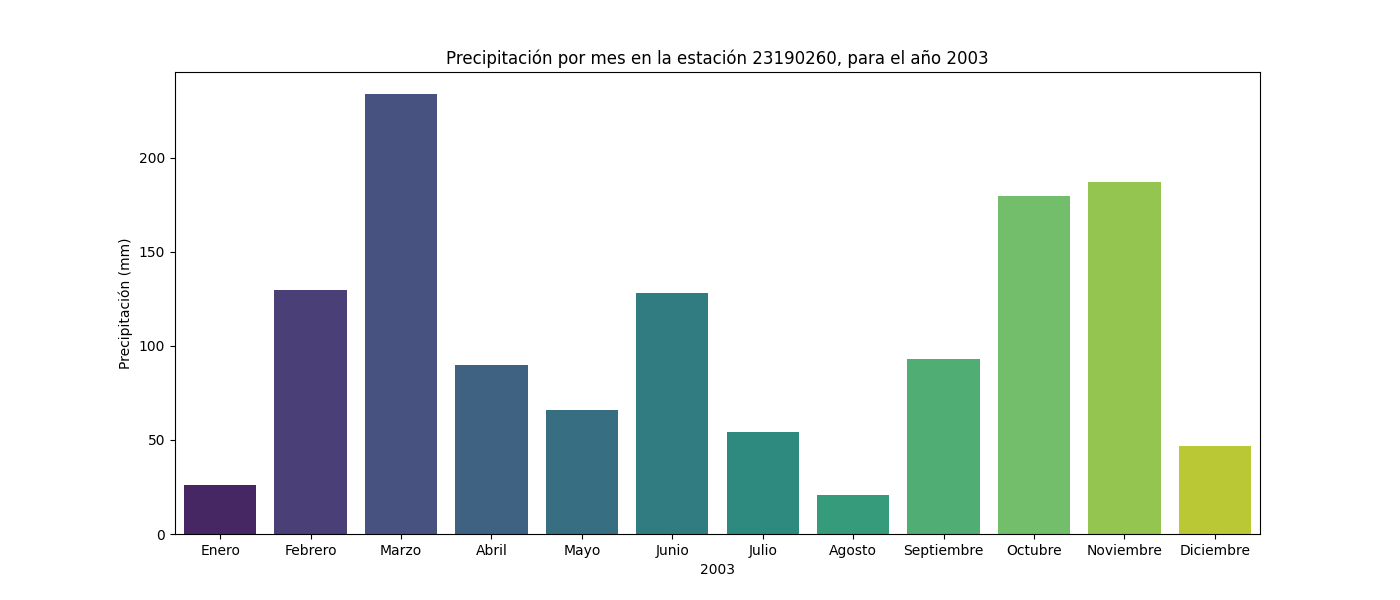 Precipitación por mes en la estación 23190260, para el año 2003
Precipitación (mm)
200
150
100
50
0
Enero Febrero Marzo Abril Mayo Junio Julio Agosto Septiembre Octubre Noviembre Diciembre
2003